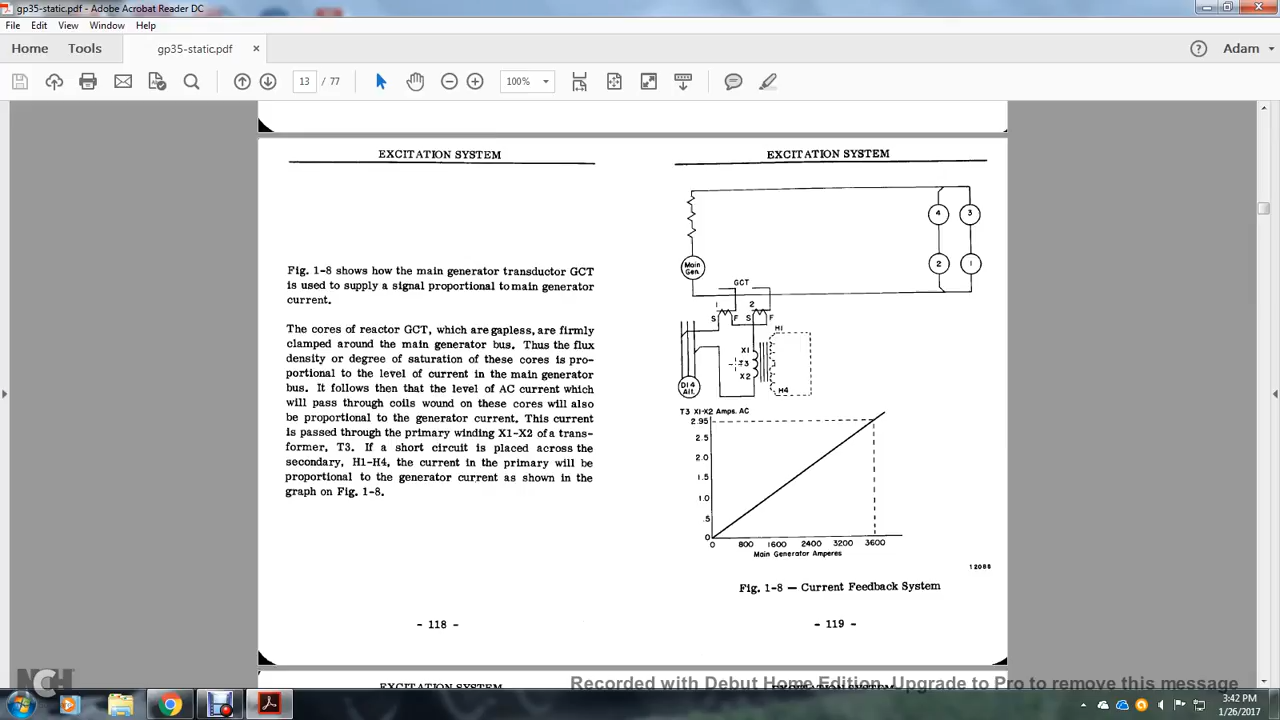 gp35-static.pdf - Adobe Acrobat Reader DC
File Edit View Window Help
Home Tools gp35-static.pdf × Adam
13 / 77 100%
EXCITATION SYSTEM
Fig. 1-8 shows how the main generator transductor GCT
is used to supply a signal proportional to main generator
current.
The cores of reactor GCT, which are gapless, are firmly
clamped around the main generator bus. Thus the flux
density or degree of saturation of these cores is pro-
portional to the level of current in the main generator
bus. It follows then that the level of AC current which
will pass through coils wound on these cores will also
be proportional to the generator current. This current
is passed through the primary winding X1-X2 of a trans-
former, T3. If a short circuit is placed across the
secondary, H1-H4, the current in the primary will be
proportional to the generator current as shown in the
graph on Fig. 1-8.
- 118 -
EXCITATION SYSTEM
4 3
Main
Gen.
2 1
GCT
1 2
S F S F
H1
X1
T3
X2
D14
Alt.
H4
T3 X1-X2 Amps. AC
2.95
2.5
2.0
1.5
1.0
.5
0
0 800 1600 2400 3200 3600
Main Generator Amperes
12088
Fig. 1-8 — Current Feedback System
- 119 -
EXCITATION SYSTEM
NCH
Recorded with Debut Home Edition. Upgrade to Pro to remove this message
3:42 PM
1/26/2017